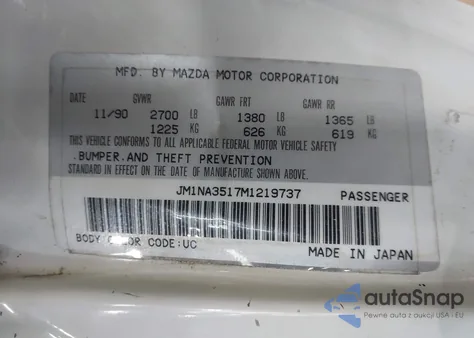 MFD. BY MAZDA MOTOR CORPORATION
DATE GVWR GAWR FRT GAWR RR
11/90 2700 LB 1380 LB 1365 LB
1225 KG 626 KG 619 KG
THIS VEHICLE CONFORMS TO ALL APPLICABLE FEDERAL MOTOR VEHICLE SAFETY
BUMPER.AND THEFT PREVENTION
STANDARD IN EFFECT ON THE DATE OF MANUFACTURE SHOWN ABOVE.
JM1NA3517M1219737 PASSENGER
BODY COLOR CODE:UC
MADE IN JAPAN
autoSnap
Pewne auta z aukcji USA i EU